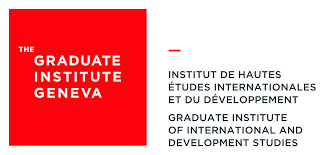 THE
GRADUATE
INSTITUTE
GENEVA
INSTITUT DE HAUTES
ÉTUDES INTERNATIONALES
ET DU DÉVELOPPEMENT
GRADUATE INSTITUTE
OF INTERNATIONAL AND
DEVELOPMENT STUDIES